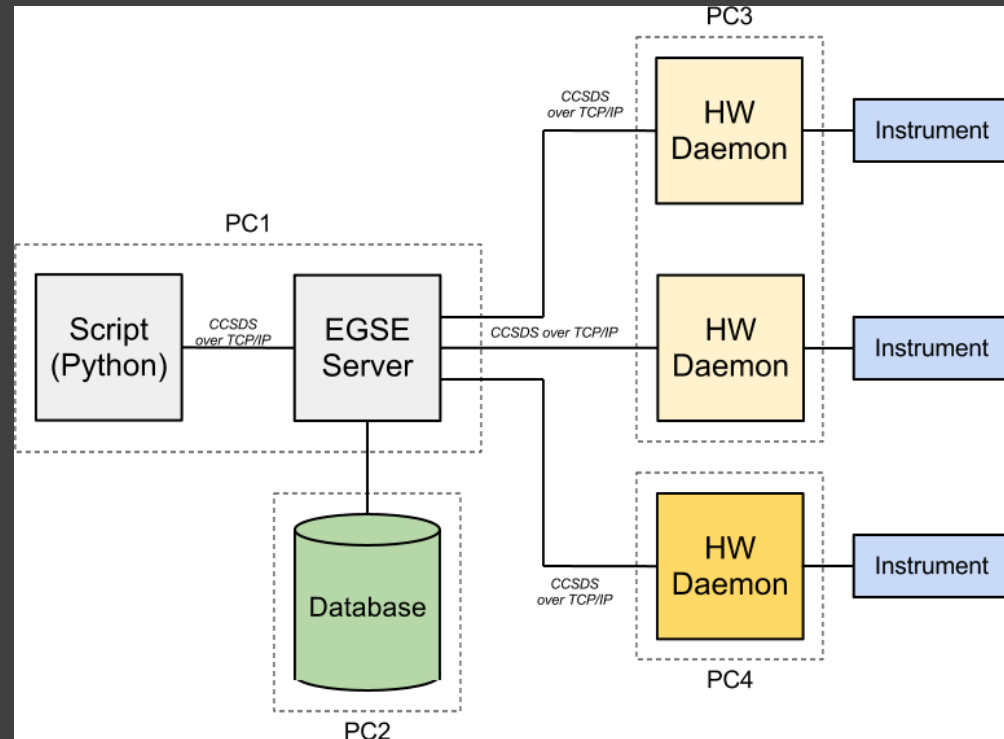 PC3
CCSDS
over TCP/IP
HW
Daemon
Instrument
PC1
Script
(Python)
CCSDS
over TCP/IP
EGSE
Server
CCSDS over TCP/IP
HW
Daemon
Instrument
CCSDS
over TCP/IP
HW
Daemon
Instrument
PC4
Database
PC2